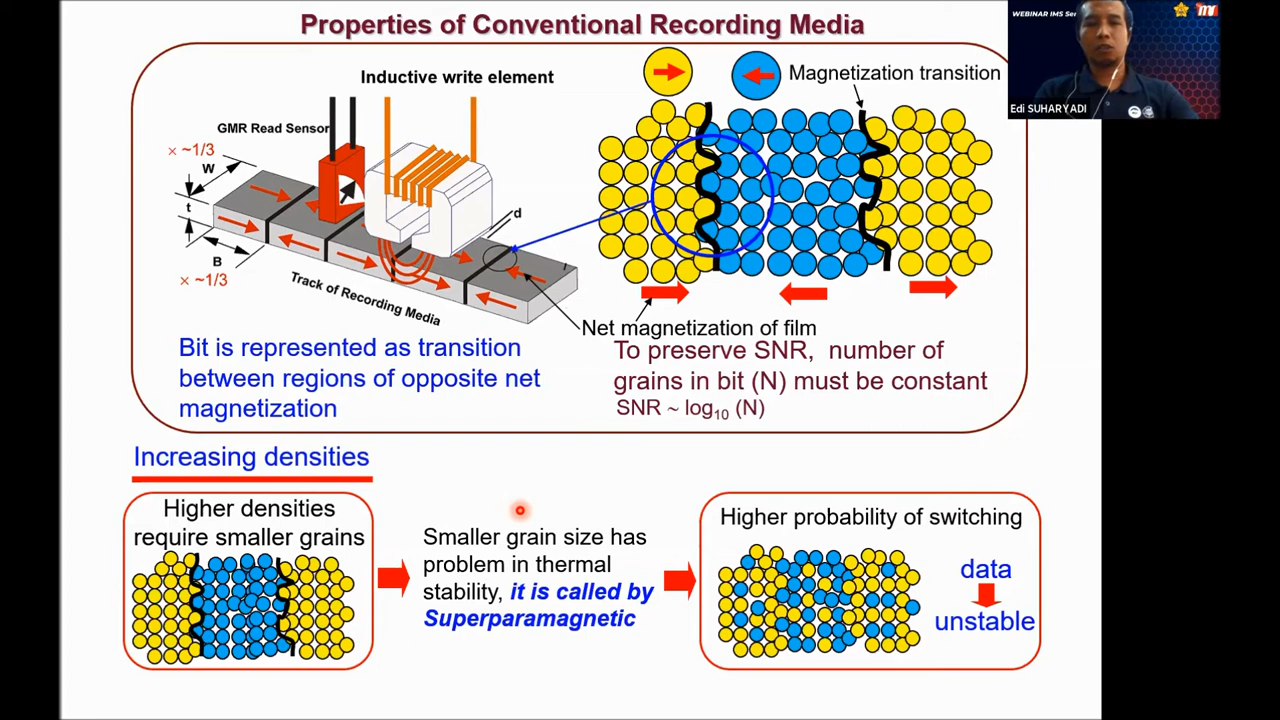 Properties of Conventional Recording Media
WEBINAR IMS Ser
Edi SUHARYADI
Inductive write element
GMR Read Sensor
× ~1/3
W
t
B
× ~1/3
d
Track of Recording Media
Magnetization transition
Net magnetization of film
Bit is represented as transition
between regions of opposite net
magnetization
To preserve SNR, number of
grains in bit (N) must be constant
SNR ~ log10 (N)
Increasing densities
Higher densities
require smaller grains
Smaller grain size has
problem in thermal
stability, it is called by
Superparamagnetic
Higher probability of switching
data
unstable